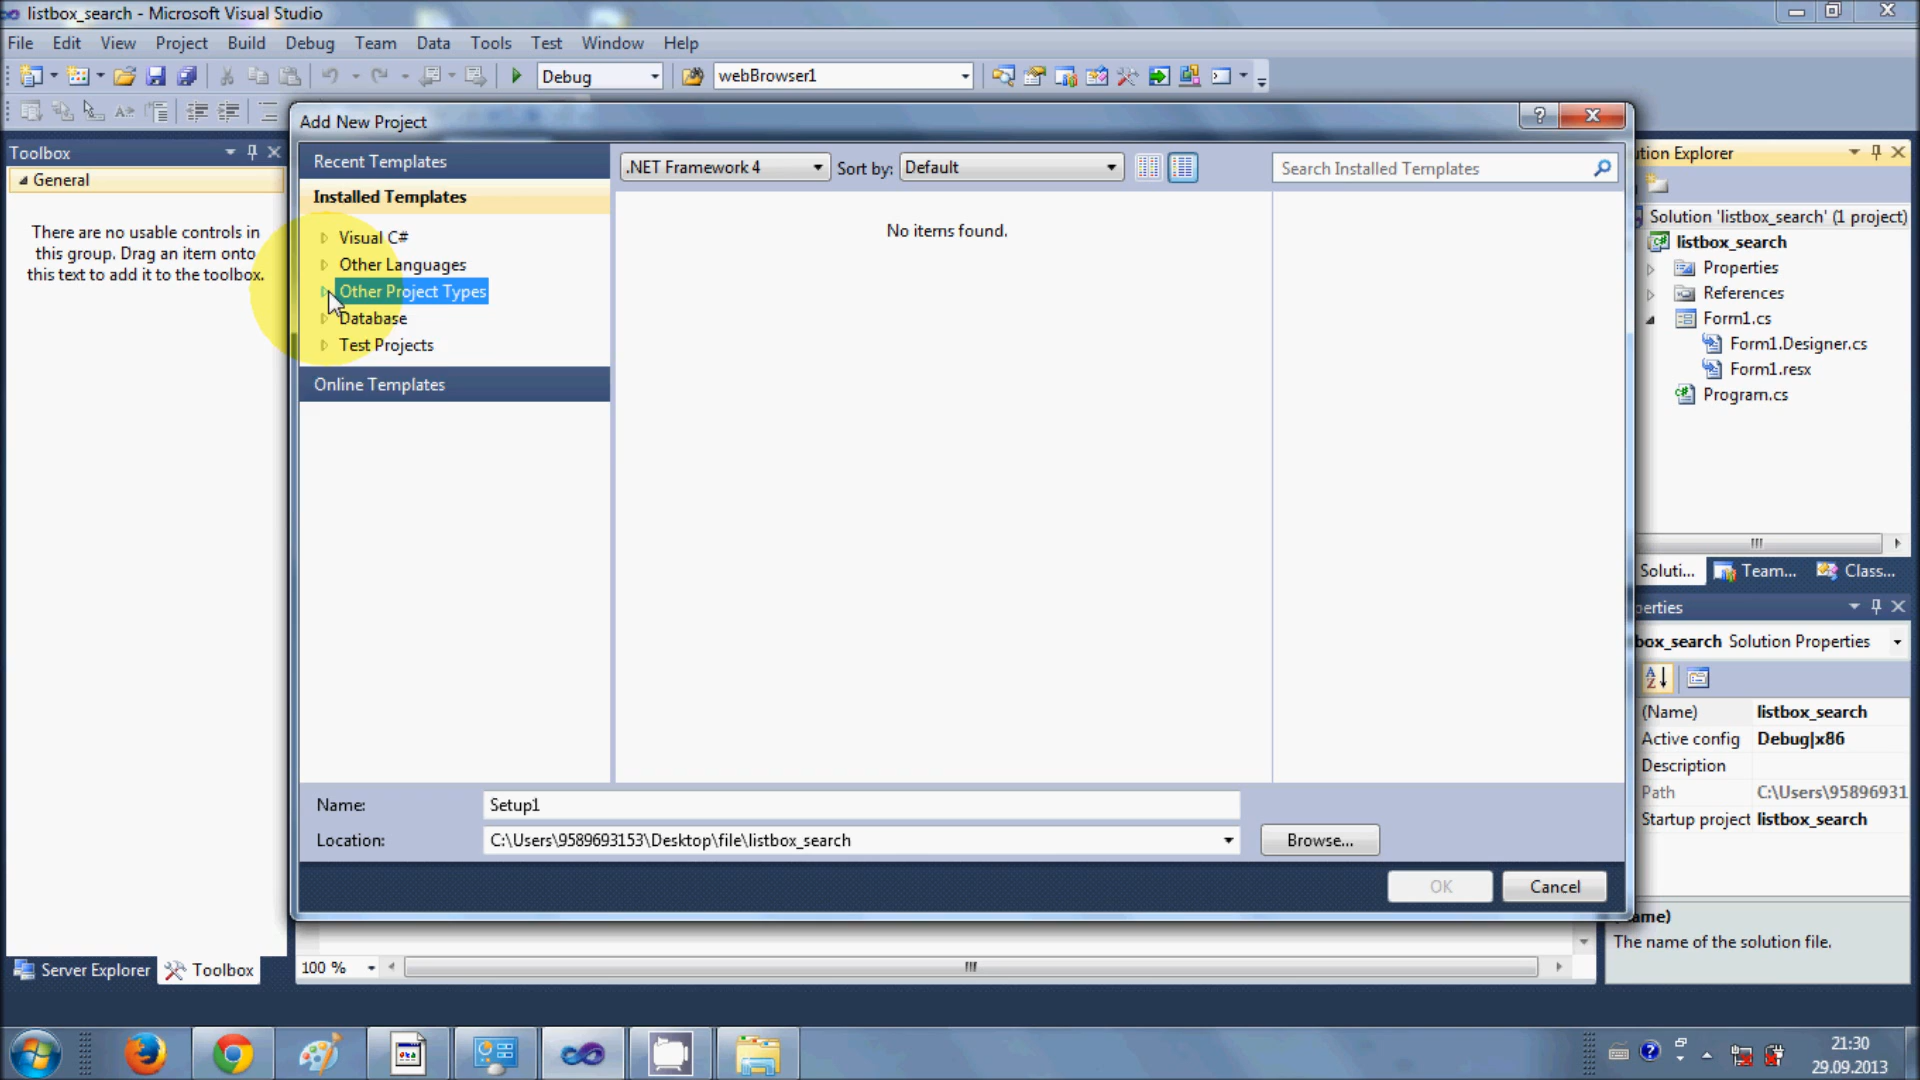 listbox_search - Microsoft Visual Studio
File Edit View Project Build Debug Team Data Tools Test Window Help
Debug webBrowser1
Add New Project
Toolbox
General
There are no usable controls in
this group. Drag an item onto
this text to add it to the toolbox.
Server Explorer Toolbox
Recent Templates
Installed Templates
Visual C#
Other Languages
Other Project Types
Database
Test Projects
Online Templates
.NET Framework 4 Sort by: Default
Search Installed Templates
No items found.
Name: Setup1
Location: C:\Users\9589693153\Desktop\file\listbox_search
Browse...
OK Cancel
100 %
tion Explorer
Solution 'listbox_search' (1 project)
listbox_search
Properties
References
Form1.cs
Form1.Designer.cs
Form1.resx
Program.cs
Soluti... Team... Class...
perties
box_search Solution Properties
(Name) listbox_search
Active config Debug|x86
Description
Path C:\Users\95896931
Startup project listbox_search
ame)
The name of the solution file.
21:30
29.09.2013